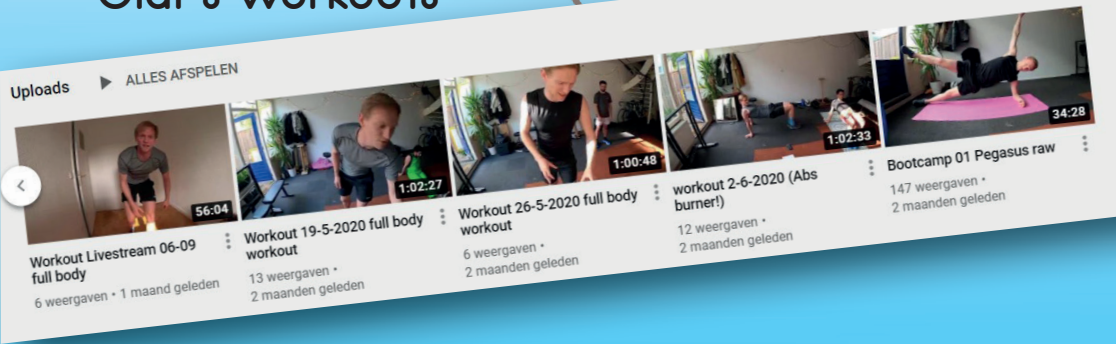 Olaf's Workouts
Uploads
ALLES AFSPELEN
56:04
Workout Livestream 06-09
full body
6 weergaven • 1 maand geleden
1:02:27
Workout 19-5-2020 full body
workout
13 weergaven •
2 maanden geleden
1:00:48
Workout 26-5-2020 full body
workout
6 weergaven •
2 maanden geleden
1:02:33
workout 2-6-2020 (Abs
burner!)
12 weergaven •
2 maanden geleden
34:28
Bootcamp 01 Pegasus raw
147 weergaven •
2 maanden geleden